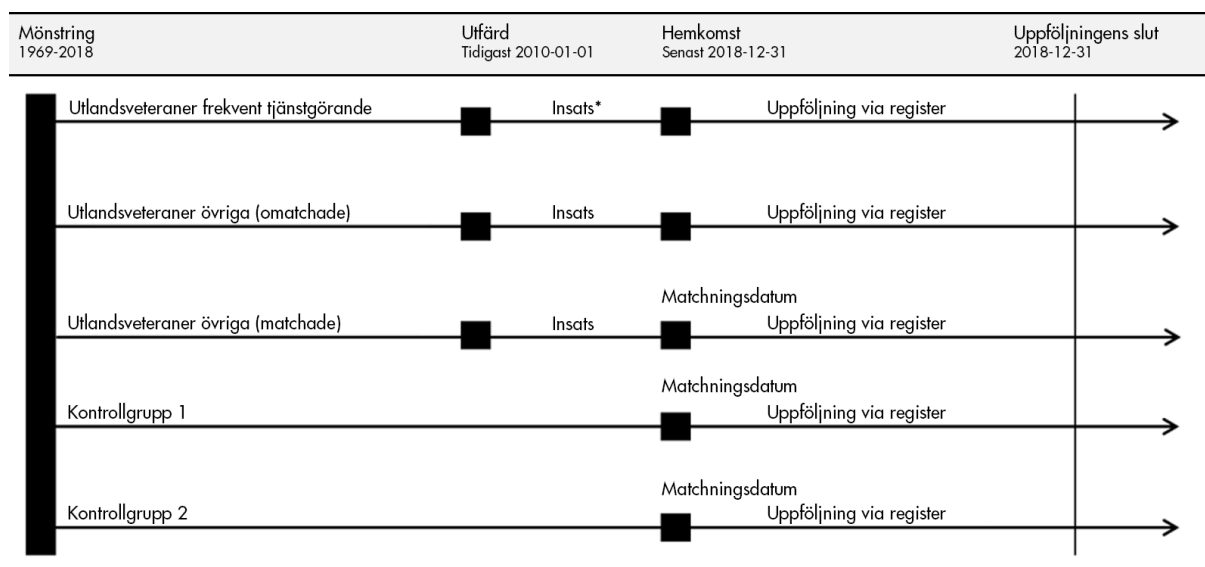 Mönstring
1969-2018
Utfärd
Tidigast 2010-01-01
Hemkomst
Senast 2018-12-31
Uppföljningens slut
2018-12-31
Utlandsveteraner frekvent tjänstgörande
Insats*
Uppföljning via register
Utlandsveteraner övriga (omatchade)
Insats
Uppföljning via register
Matchningsdatum
Utlandsveteraner övriga (matchade)
Insats
Uppföljning via register
Matchningsdatum
Kontrollgrupp 1
Uppföljning via register
Matchningsdatum
Kontrollgrupp 2
Uppföljning via register